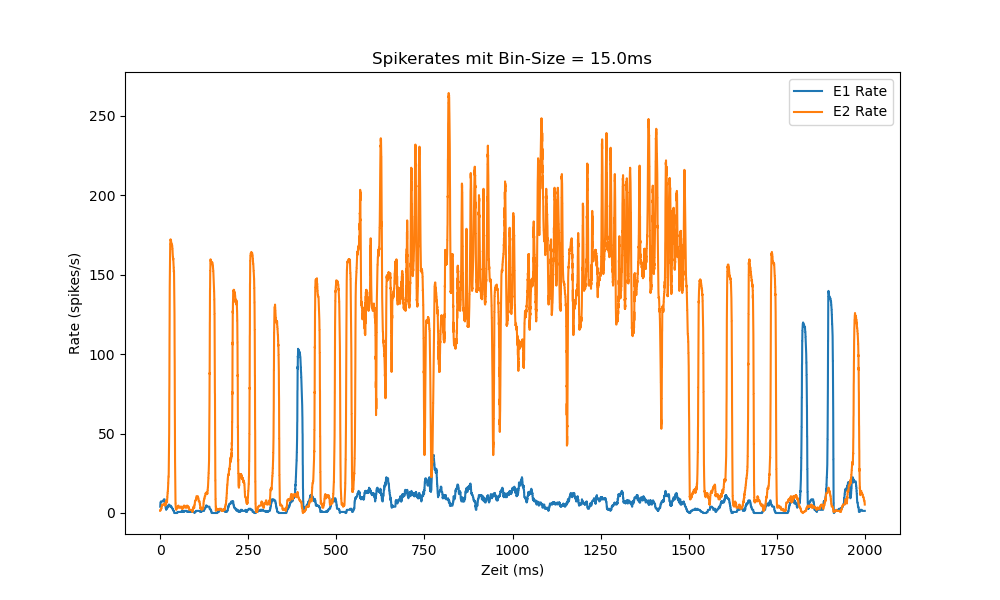 Spikerates mit Bin-Size = 15.0ms
E1 Rate
E2 Rate
Rate (spikes/s)
250
200
150
100
50
0
0 250 500 750 1000 1250 1500 1750 2000
Zeit (ms)